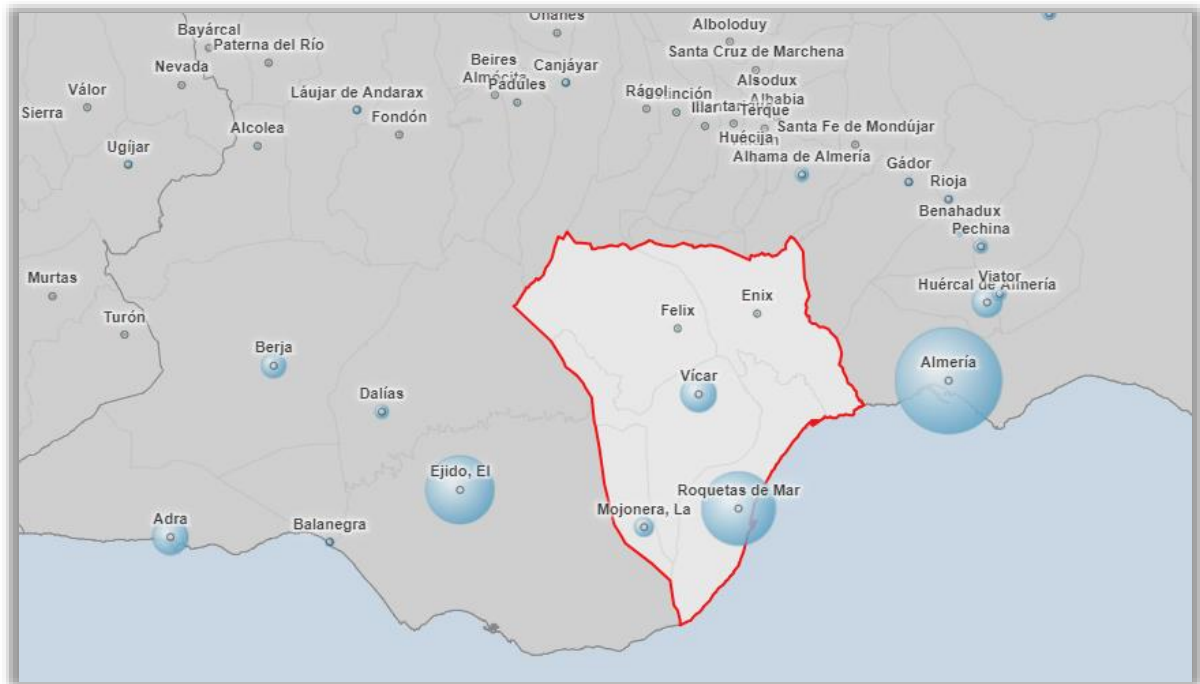 Ohanes
Alboloduy
Bayárcal
Paterna del Río
Santa Cruz de Marchena
Nevada
Beires
Canjáyar
Alsodux
Válor
Láujar de Andarax
Almócita
Padules
Rágol
Alhabia
Sierra
Fondón
Terque
Alcolea
Santa Fe de Mondújar
Ugíjar
Huécija
Alhama de Almería
Gádor
Rioja
Benahadux
Pechina
Murtas
Viator
Huércal de Almería
Enix
Turón
Felix
Berja
Vícar
Almería
Dalías
Ejido, El
Roquetas de Mar
Mojonera, La
Adra
Balanegra